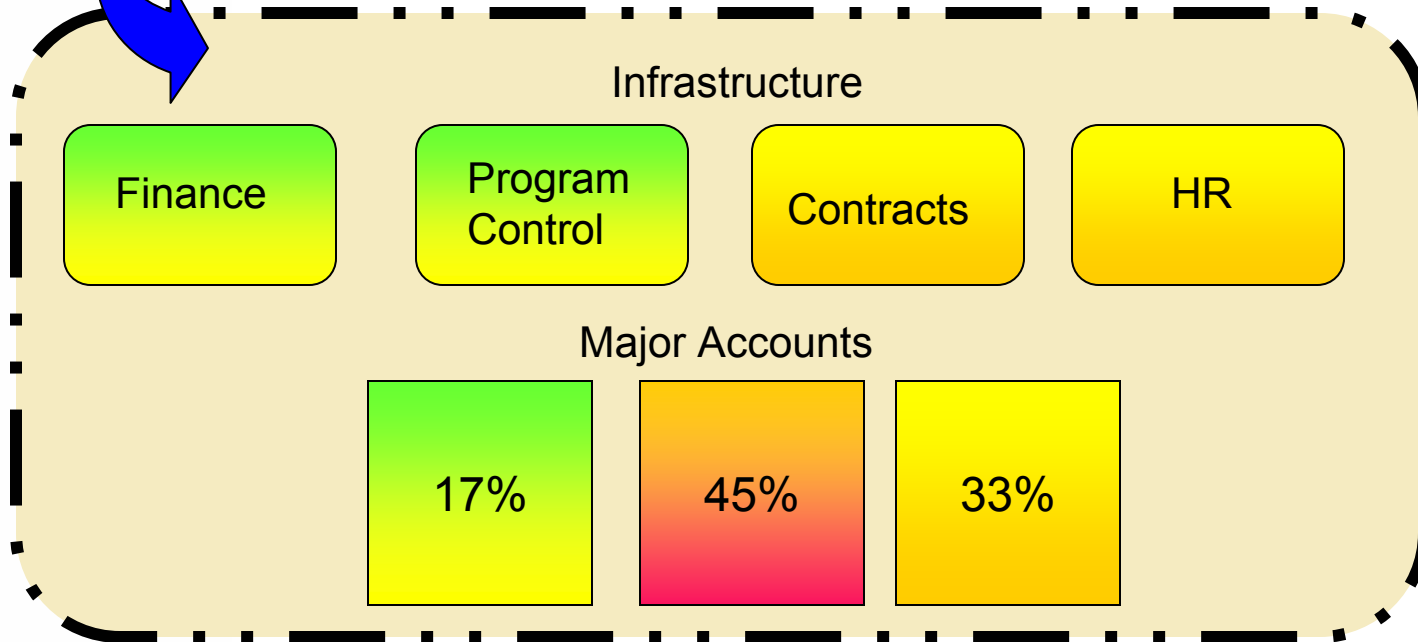 Infrastructure
Finance
Program
Control
Contracts
HR
Major Accounts
17%
45%
33%